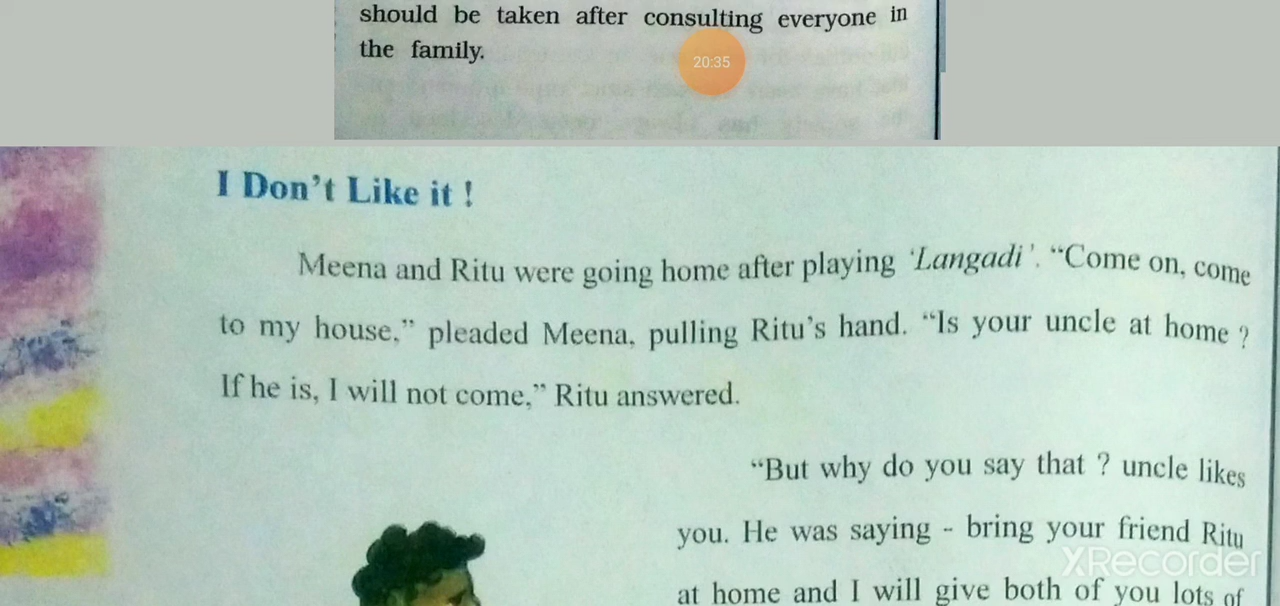 should be taken after consulting everyone in
the family.
20:35
I Don't Like it !
Meena and Ritu were going home after playing 'Langadi'. “Come on, come
to my house,” pleaded Meena, pulling Ritu's hand. “Is your uncle at home ?
If he is, I will not come,” Ritu answered.
“But why do you say that ? uncle likes
you. He was saying - bring your friend Ritu
at home and I will give both of you lots of
XRecorder